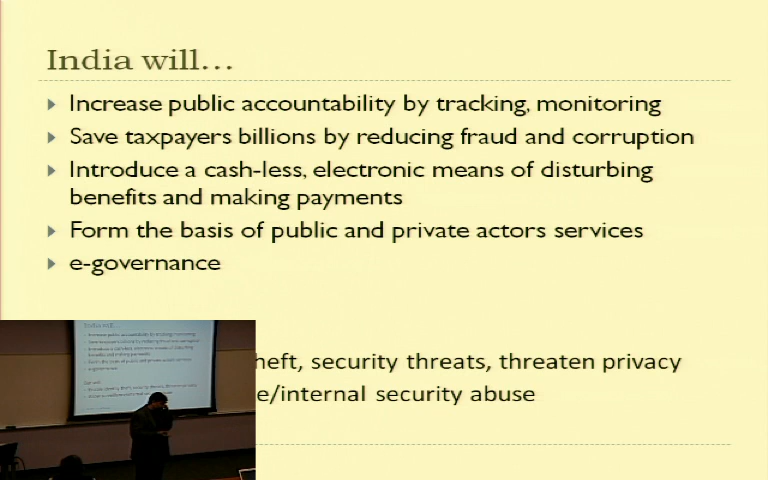 India will…
Increase public accountability by tracking, monitoring
Save taxpayers billions by reducing fraud and corruption
Introduce a cash-less, electronic means of disturbing
benefits and making payments
Form the basis of public and private actors services
e-governance
security threats, threaten privacy
security abuse